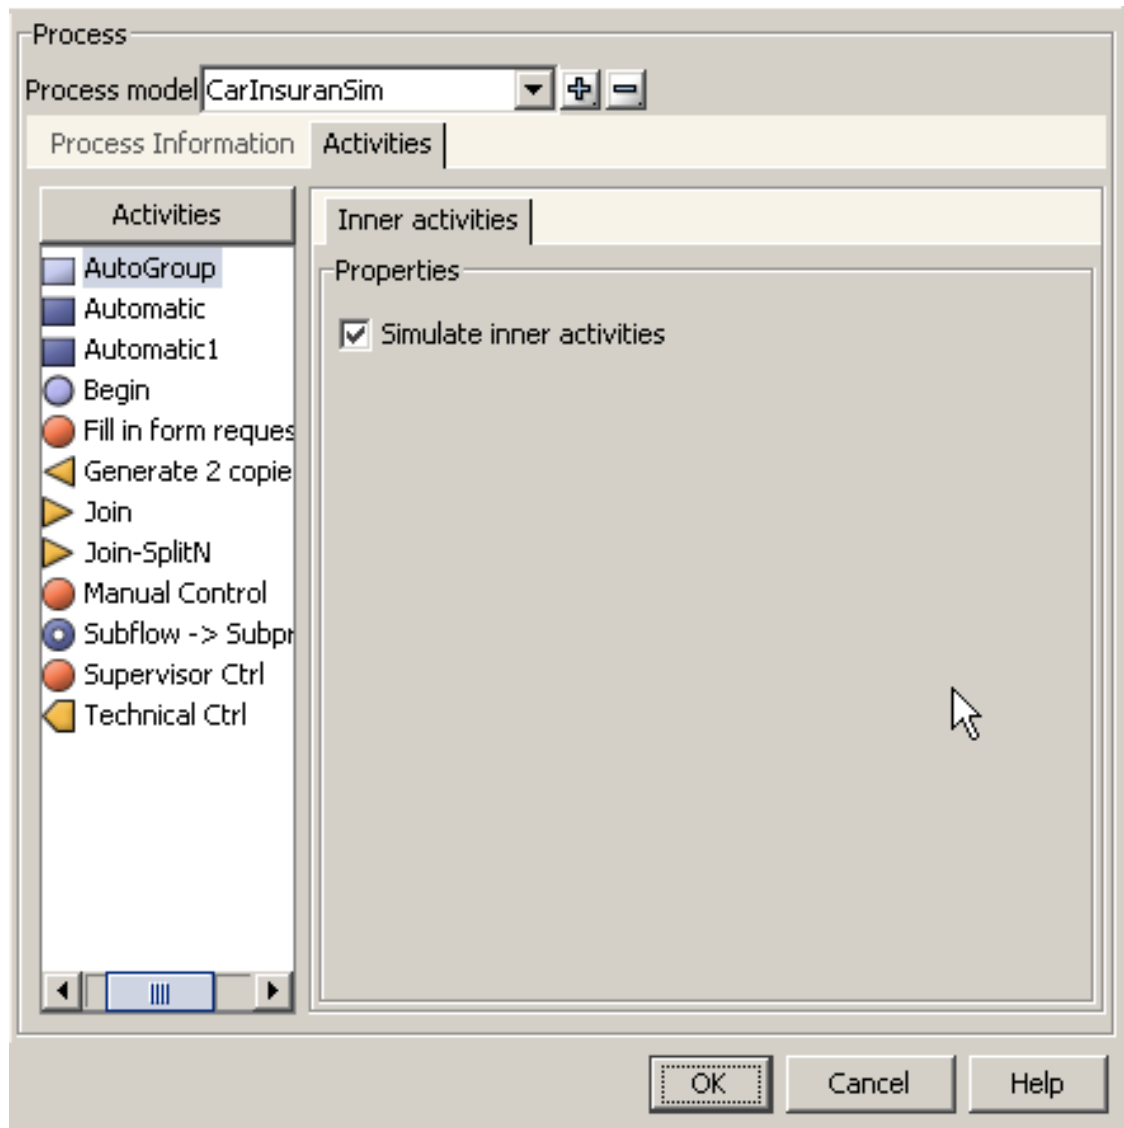 Process
Process model CarInsuranSim
Process Information Activities
Activities
Inner activities
AutoGroup
Automatic
Automatic1
Begin
Fill in form reques
Generate 2 copie
Join
Join-SplitN
Manual Control
Subflow -> Subpr
Supervisor Ctrl
Technical Ctrl
Properties
Simulate inner activities
OK Cancel Help